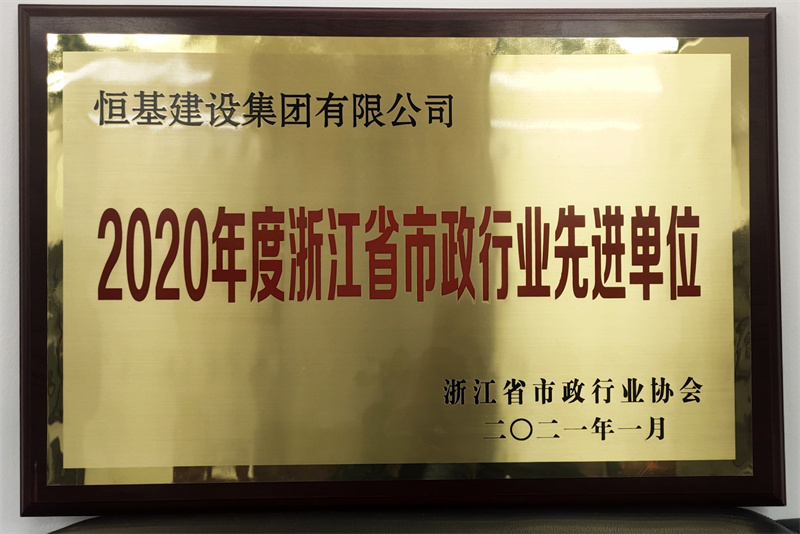 恒基建设集团有限公司
2020年度浙江省市政行业先进单位
浙江省市政行业协会
二〇二一年一月